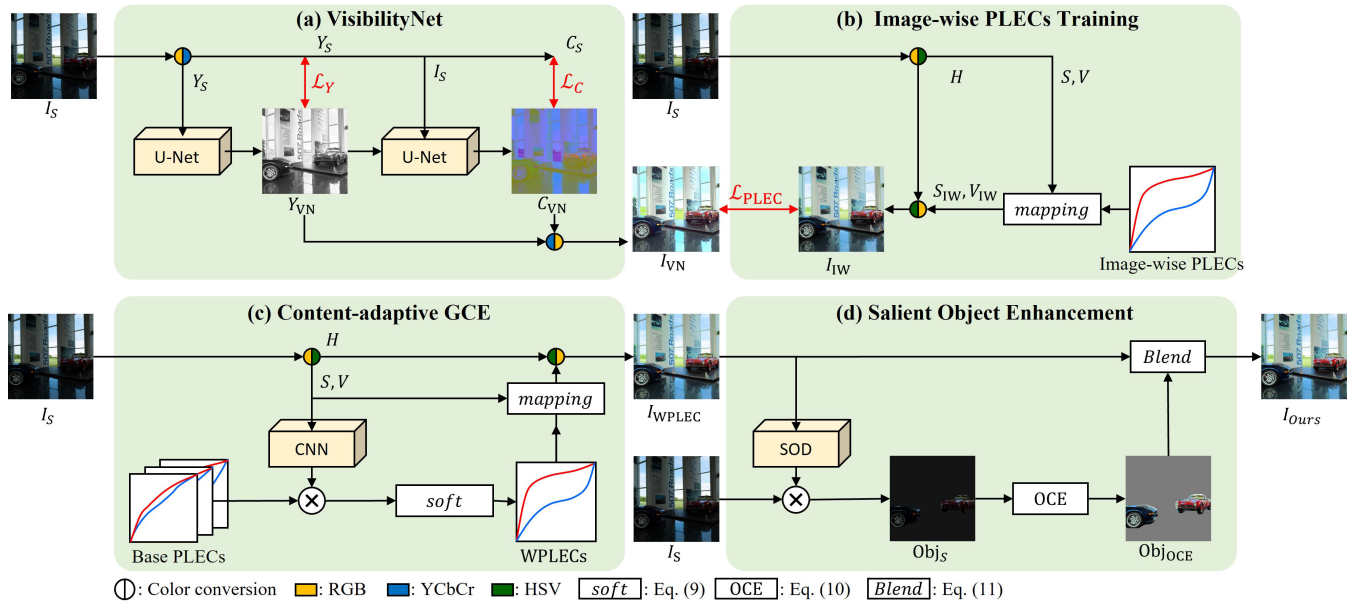 (a) VisibilityNet
I_S
Y_S
C_S
Y_S
I_S
ℒ_Y
ℒ_C
U-Net
507 Roads
U-Net
Y_VN
C_VN
I_VN
(b) Image-wise PLECs Training
I_S
H
S, V
ℒ_PLEC
S_IW, V_IW
mapping
I_IW
Image-wise PLECs
(c) Content-adaptive GCE
I_S
H
S, V
mapping
CNN
soft
Base PLECs
WPLECs
I_WPLEC
(d) Salient Object Enhancement
Blend
I_Ours
SOD
I_S
Obj_S
OCE
Obj_OCE
: Color conversion
: RGB
: YCbCr
: HSV
soft : Eq. (9)
OCE : Eq. (10)
Blend : Eq. (11)